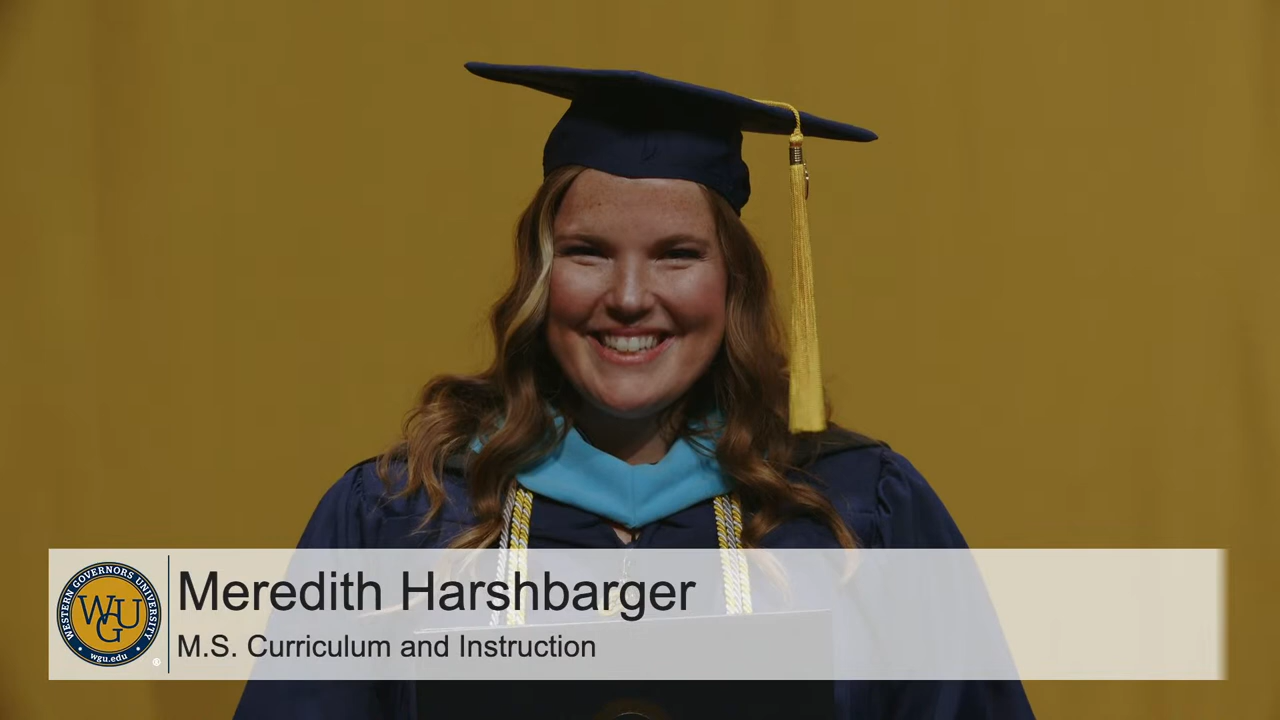 Meredith Harshbarger
M.S. Curriculum and Instruction
WESTERN GOVERNORS UNIVERSITY
WGU
wgu.edu
®